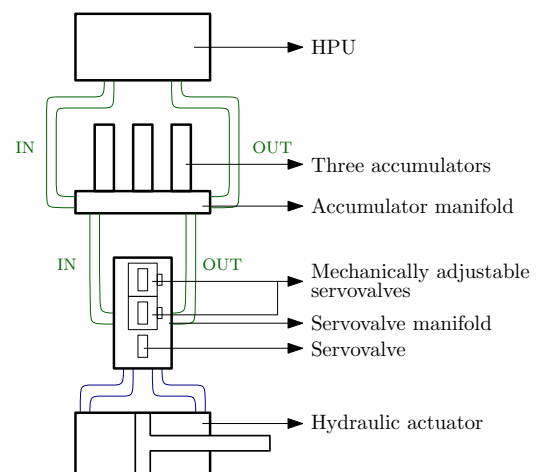 HPU
IN
OUT
Three accumulators
Accumulator manifold
IN
OUT
Mechanically adjustable
servovalves
Servovalve manifold
Servovalve
Hydraulic actuator